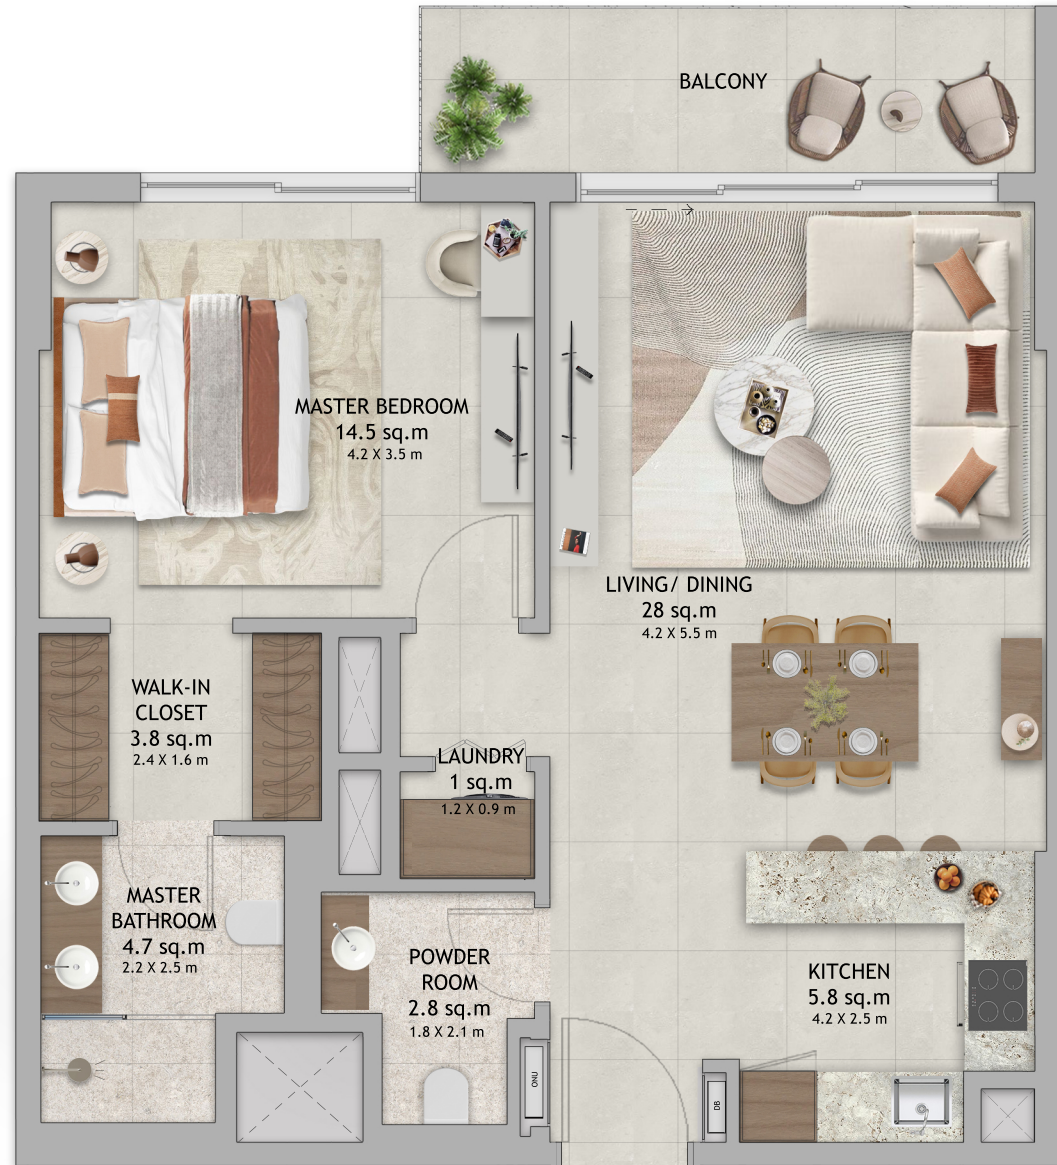 BALCONY
MASTER BEDROOM
14.5 sq.m
4.2 X 3.5 m
LIVING/ DINING
28 sq.m
4.2 X 5.5 m
WALK-IN
CLOSET
3.8 sq.m
2.4 X 1.6 m
LAUNDRY
1 sq.m
1.2 X 0.9 m
MASTER
BATHROOM
4.7 sq.m
2.2 X 2.5 m
POWDER
ROOM
2.8 sq.m
1.8 X 2.1 m
KITCHEN
5.8 sq.m
4.2 X 2.5 m
ONU
DB